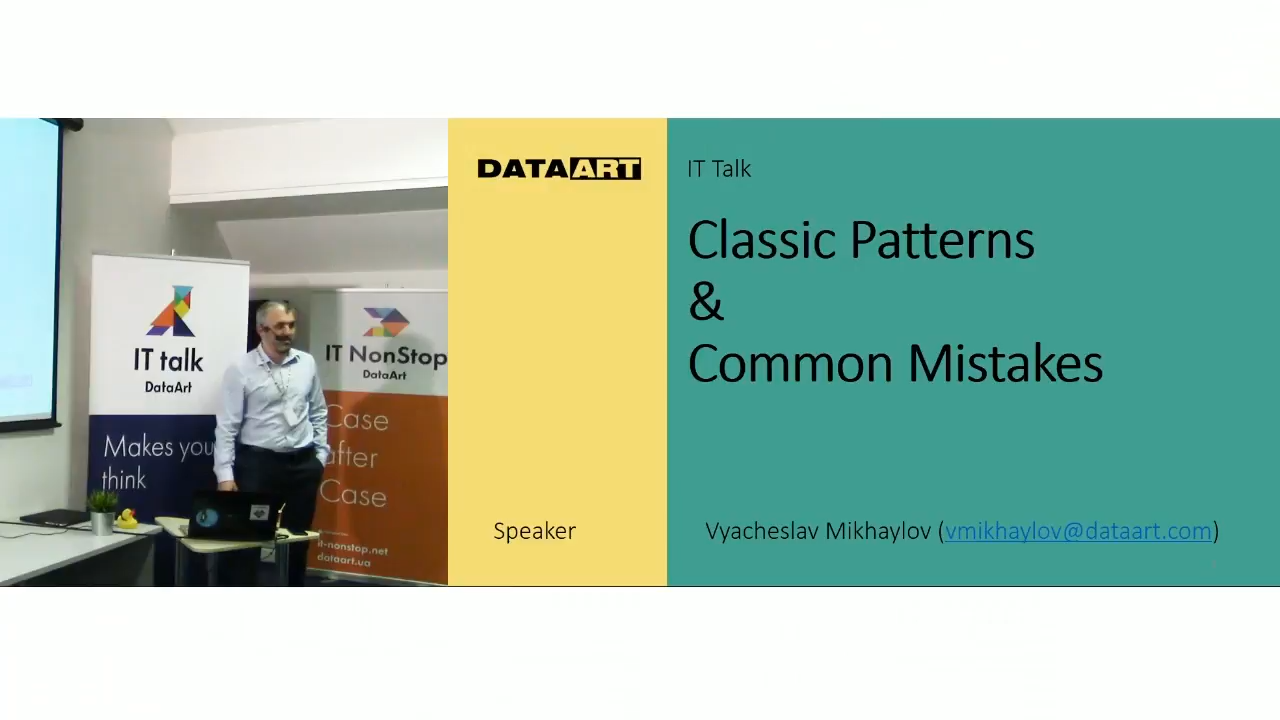 IT talk
DataArt
Makes you
think
IT NonStop
DataArt
Case
after
Case
it-nonstop.net
dataart.ua
DATAART
IT Talk
Classic Patterns
&
Common Mistakes
Speaker
Vyacheslav Mikhaylov (vmikhaylov@dataart.com)